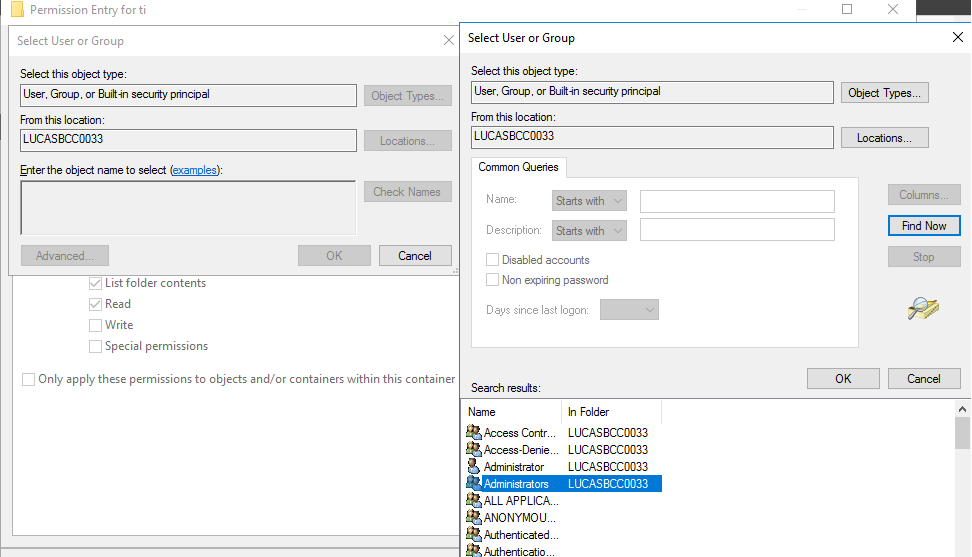 Permission Entry for ti
Select User or Group
Select this object type:
User, Group, or Built-in security principal
Object Types...
From this location:
LUCASBCC0033
Locations...
Enter the object name to select (examples):
Check Names
Advanced...
OK
Cancel
List folder contents
Read
Write
Special permissions
Only apply these permissions to objects and/or containers within this container
Select User or Group
Select this object type:
User, Group, or Built-in security principal
Object Types...
From this location:
LUCASBCC0033
Locations...
Common Queries
Name: Starts with
Description: Starts with
Disabled accounts
Non expiring password
Days since last logon:
Columns...
Find Now
Stop
OK
Cancel
Search results:
Name In Folder
Access Contr... LUCASBCC0033
Access-Denie... LUCASBCC0033
Administrator LUCASBCC0033
Administrators LUCASBCC0033
ALL APPLICA...
ANONYMOU...
Authenticated...
Authenticatio...